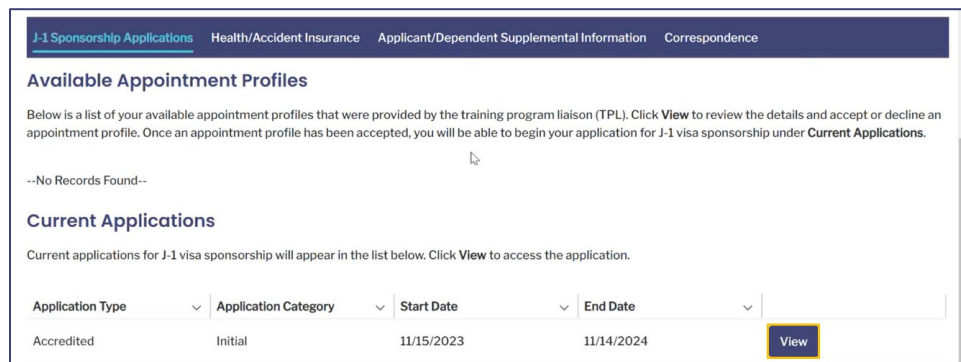 J-1 Sponsorship Applications Health/Accident Insurance Applicant/Dependent Supplemental Information Correspondence
Available Appointment Profiles
Below is a list of your available appointment profiles that were provided by the training program liaison (TPL). Click View to review the details and accept or decline an
appointment profile. Once an appointment profile has been accepted, you will be able to begin your application for J-1 visa sponsorship under Current Applications.
--No Records Found--
Current Applications
Current applications for J-1 visa sponsorship will appear in the list below. Click View to access the application.
Application Type Application Category Start Date End Date
Accredited Initial 11/15/2023 11/14/2024 View